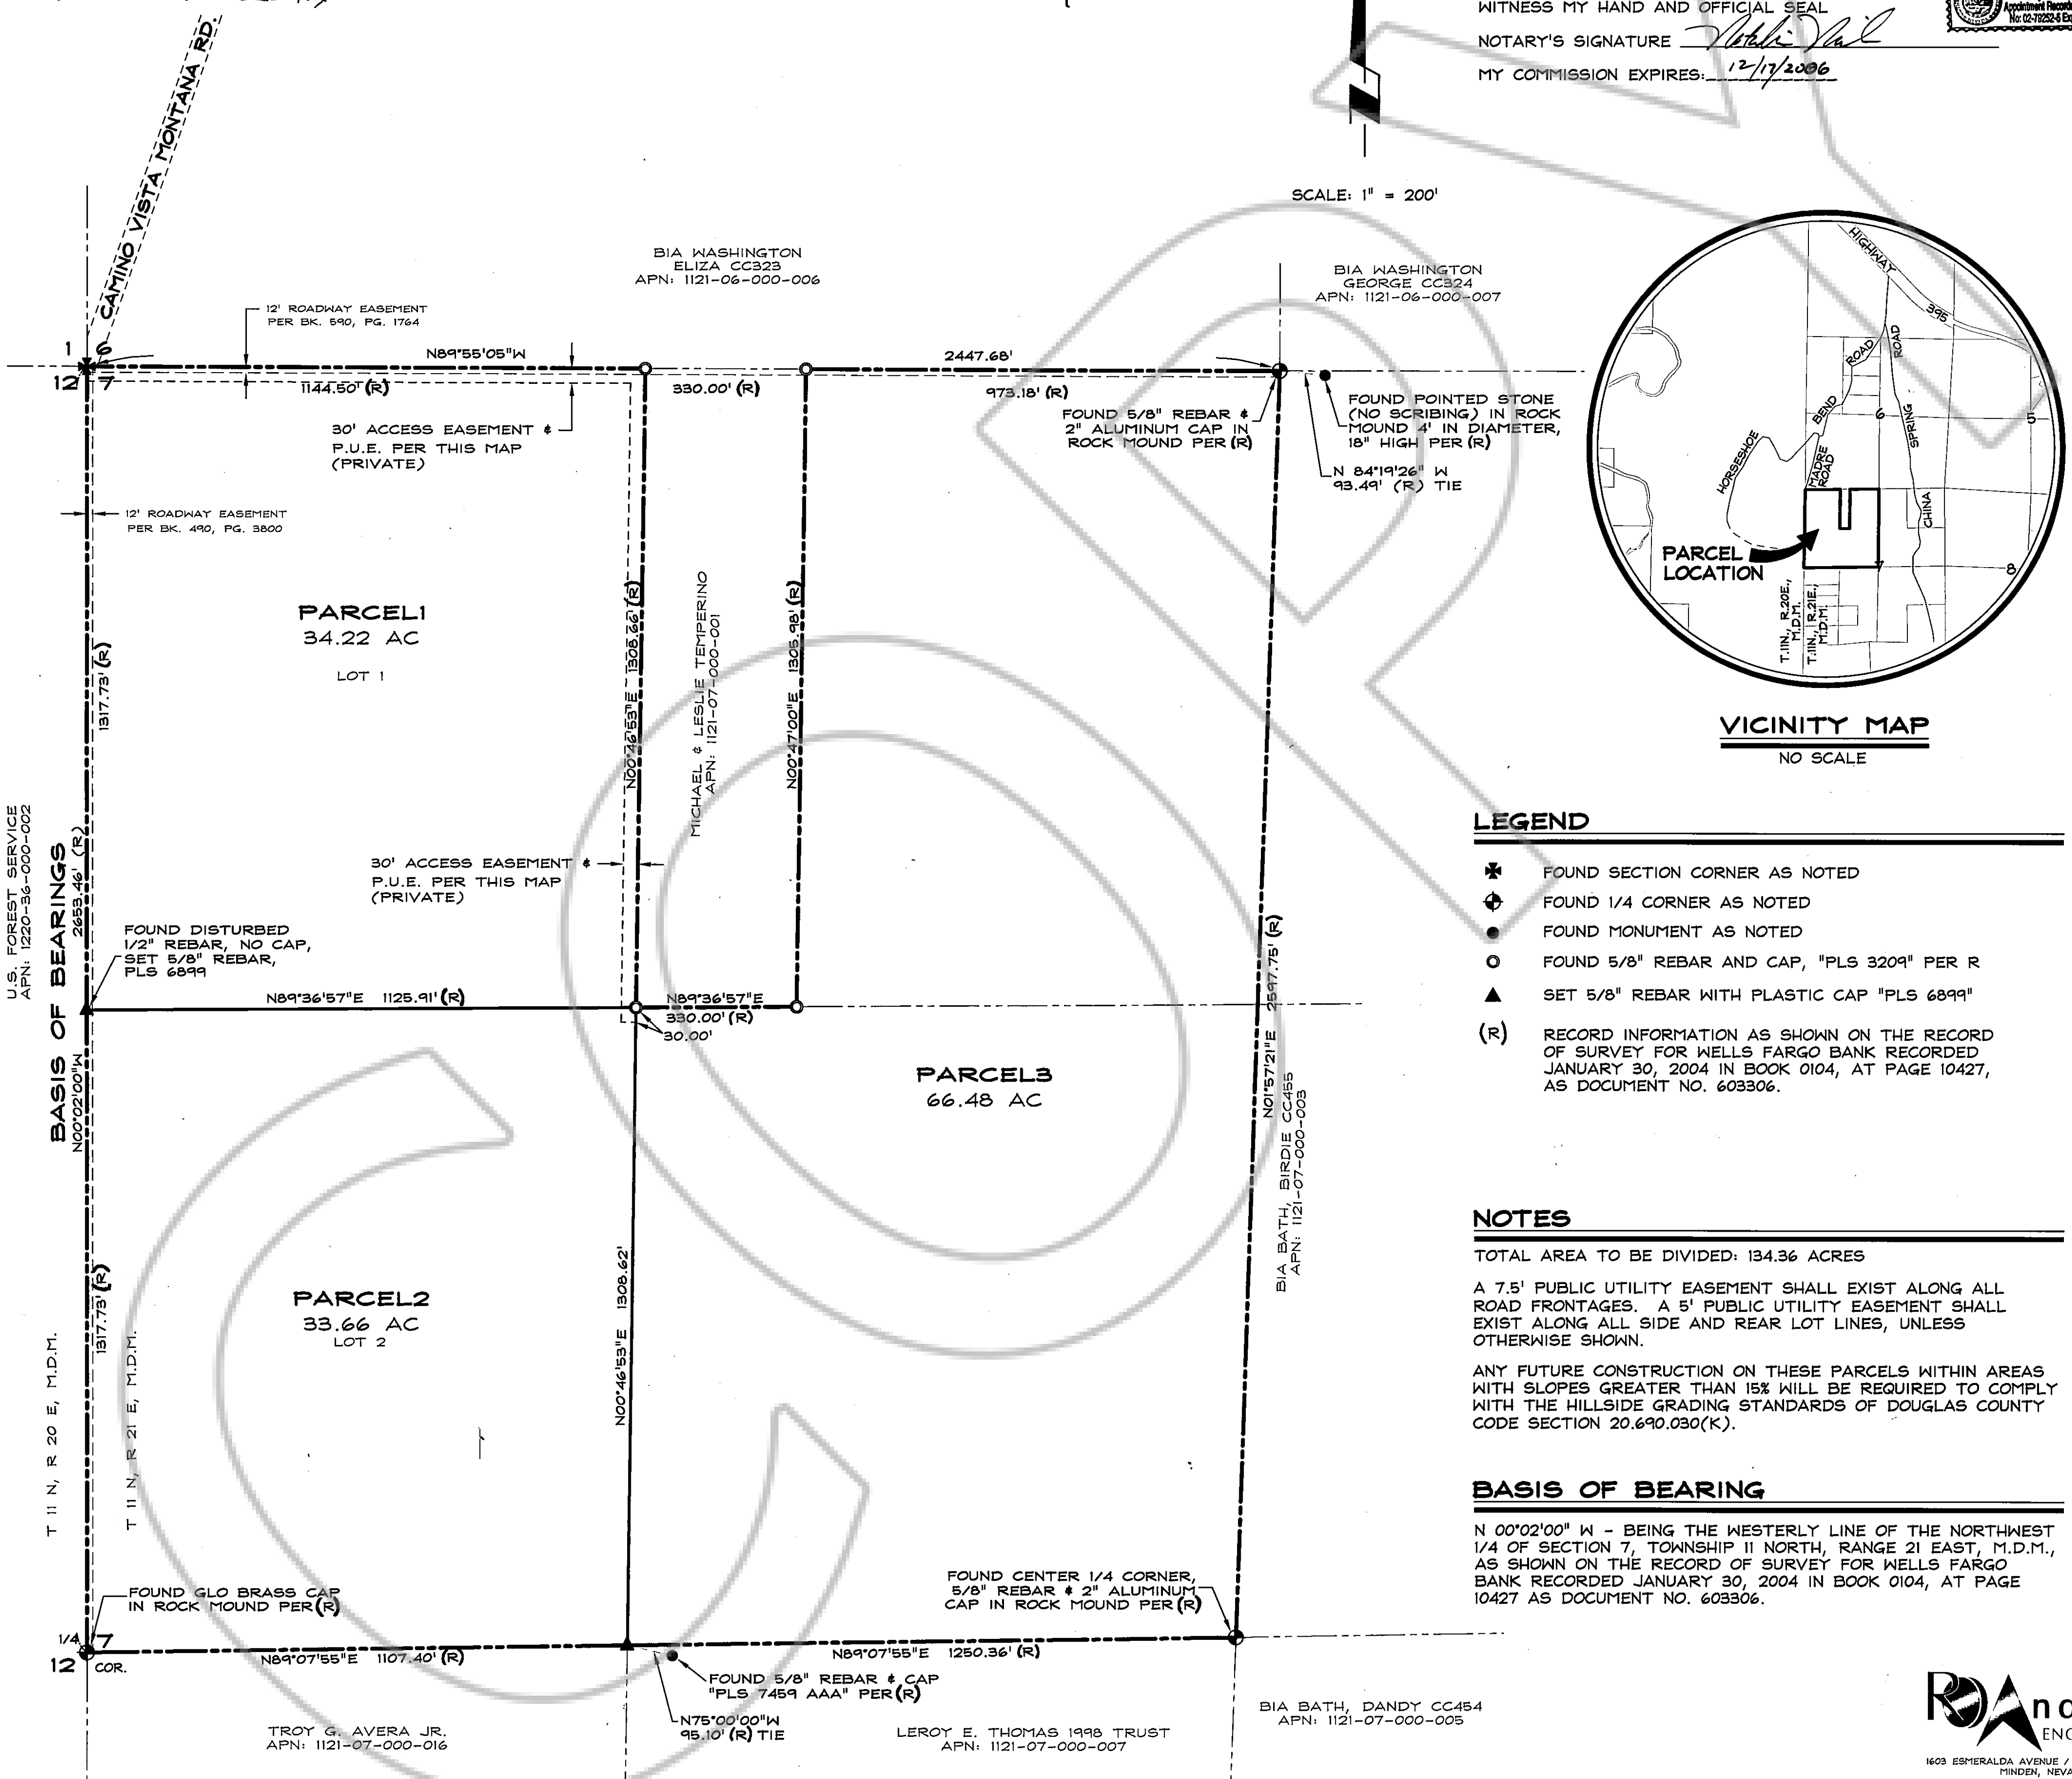 WITNESS MY HAND AND OFFICIAL SEAL
NOTARY'S SIGNATURE Natalie Nail
MY COMMISSION EXPIRES: 12/17/2006
Appointment Recorded
No: 02-79252-5
CAMINO VISTA MONTANA RD.
SCALE: 1" = 200'
BIA WASHINGTON
ELIZA CC323
APN: 1121-06-000-006
BIA WASHINGTON
GEORGE CC324
APN: 1121-06-000-007
12' ROADWAY EASEMENT
PER BK. 590, PG. 1764
1 6
12 7
N89°55'05"W
2447.68'
1144.50' (R)
330.00' (R)
973.18' (R)
30' ACCESS EASEMENT &
P.U.E. PER THIS MAP
(PRIVATE)
FOUND 5/8" REBAR &
2" ALUMINUM CAP IN
ROCK MOUND PER (R)
FOUND POINTED STONE
(NO SCRIBING) IN ROCK
MOUND 4' IN DIAMETER,
18" HIGH PER (R)
N 84°19'26" W
93.49' (R) TIE
12' ROADWAY EASEMENT
PER BK. 490, PG. 3800
PARCEL1
34.22 AC
LOT 1
1317.73' (R)
N00°46'53"E 1308.66' (R)
MICHAEL & LESLIE TEMPERINO
APN: 1121-07-000-001
N00°47'00"E 1305.98' (R)
U.S. FOREST SERVICE
APN: 1220-36-000-002
BASIS OF BEARINGS
N00°02'00"W 2653.46' (R)
30' ACCESS EASEMENT &
P.U.E. PER THIS MAP
(PRIVATE)
FOUND DISTURBED
1/2" REBAR, NO CAP,
SET 5/8" REBAR,
PLS 6899
N89°36'57"E 1125.91' (R)
N89°36'57"E
330.00' (R)
30.00'
PARCEL3
66.48 AC
N01°57'21"E 2597.75' (R)
BIA BATH, BIRDIE CC455
APN: 1121-07-000-003
PARCEL2
33.66 AC
LOT 2
1317.73' (R)
N00°46'53"E 1308.62'
T 11 N, R 20 E, M.D.M.
T 11 N, R 21 E, M.D.M.
FOUND GLO BRASS CAP
IN ROCK MOUND PER (R)
1/4 7
12 COR.
N89°07'55"E 1107.40' (R)
N89°07'55"E 1250.36' (R)
FOUND CENTER 1/4 CORNER,
5/8" REBAR & 2" ALUMINUM
CAP IN ROCK MOUND PER (R)
FOUND 5/8" REBAR & CAP
"PLS 7459 AAA" PER (R)
N75°00'00"W
95.10' (R) TIE
TROY G. AVERA JR.
APN: 1121-07-000-016
LEROY E. THOMAS 1998 TRUST
APN: 1121-07-000-007
BIA BATH, DANDY CC454
APN: 1121-07-000-005
HIGHWAY 395
ROAD
ROAD
BEND
HORSESHOE
MADRE
ROAD
SPRING
CHINA
6
5
7
8
PARCEL
LOCATION
T.11N., R.20E.,
M.D.M.
T.11N., R.21E.,
M.D.M.
VICINITY MAP
NO SCALE
LEGEND
FOUND SECTION CORNER AS NOTED
FOUND 1/4 CORNER AS NOTED
FOUND MONUMENT AS NOTED
FOUND 5/8" REBAR AND CAP, "PLS 3209" PER R
SET 5/8" REBAR WITH PLASTIC CAP "PLS 6899"
(R) RECORD INFORMATION AS SHOWN ON THE RECORD
OF SURVEY FOR WELLS FARGO BANK RECORDED
JANUARY 30, 2004 IN BOOK 0104, AT PAGE 10427,
AS DOCUMENT NO. 603306.
NOTES
TOTAL AREA TO BE DIVIDED: 134.36 ACRES
A 7.5' PUBLIC UTILITY EASEMENT SHALL EXIST ALONG ALL
ROAD FRONTAGES. A 5' PUBLIC UTILITY EASEMENT SHALL
EXIST ALONG ALL SIDE AND REAR LOT LINES, UNLESS
OTHERWISE SHOWN.
ANY FUTURE CONSTRUCTION ON THESE PARCELS WITHIN AREAS
WITH SLOPES GREATER THAN 15% WILL BE REQUIRED TO COMPLY
WITH THE HILLSIDE GRADING STANDARDS OF DOUGLAS COUNTY
CODE SECTION 20.690.030(K).
BASIS OF BEARING
N 00°02'00" W - BEING THE WESTERLY LINE OF THE NORTHWEST
1/4 OF SECTION 7, TOWNSHIP 11 NORTH, RANGE 21 EAST, M.D.M.,
AS SHOWN ON THE RECORD OF SURVEY FOR WELLS FARGO
BANK RECORDED JANUARY 30, 2004 IN BOOK 0104, AT PAGE
10427 AS DOCUMENT NO. 603306.
ROAnd
ENG
1603 ESMERALDA AVENUE /
MINDEN, NEVA
COPY